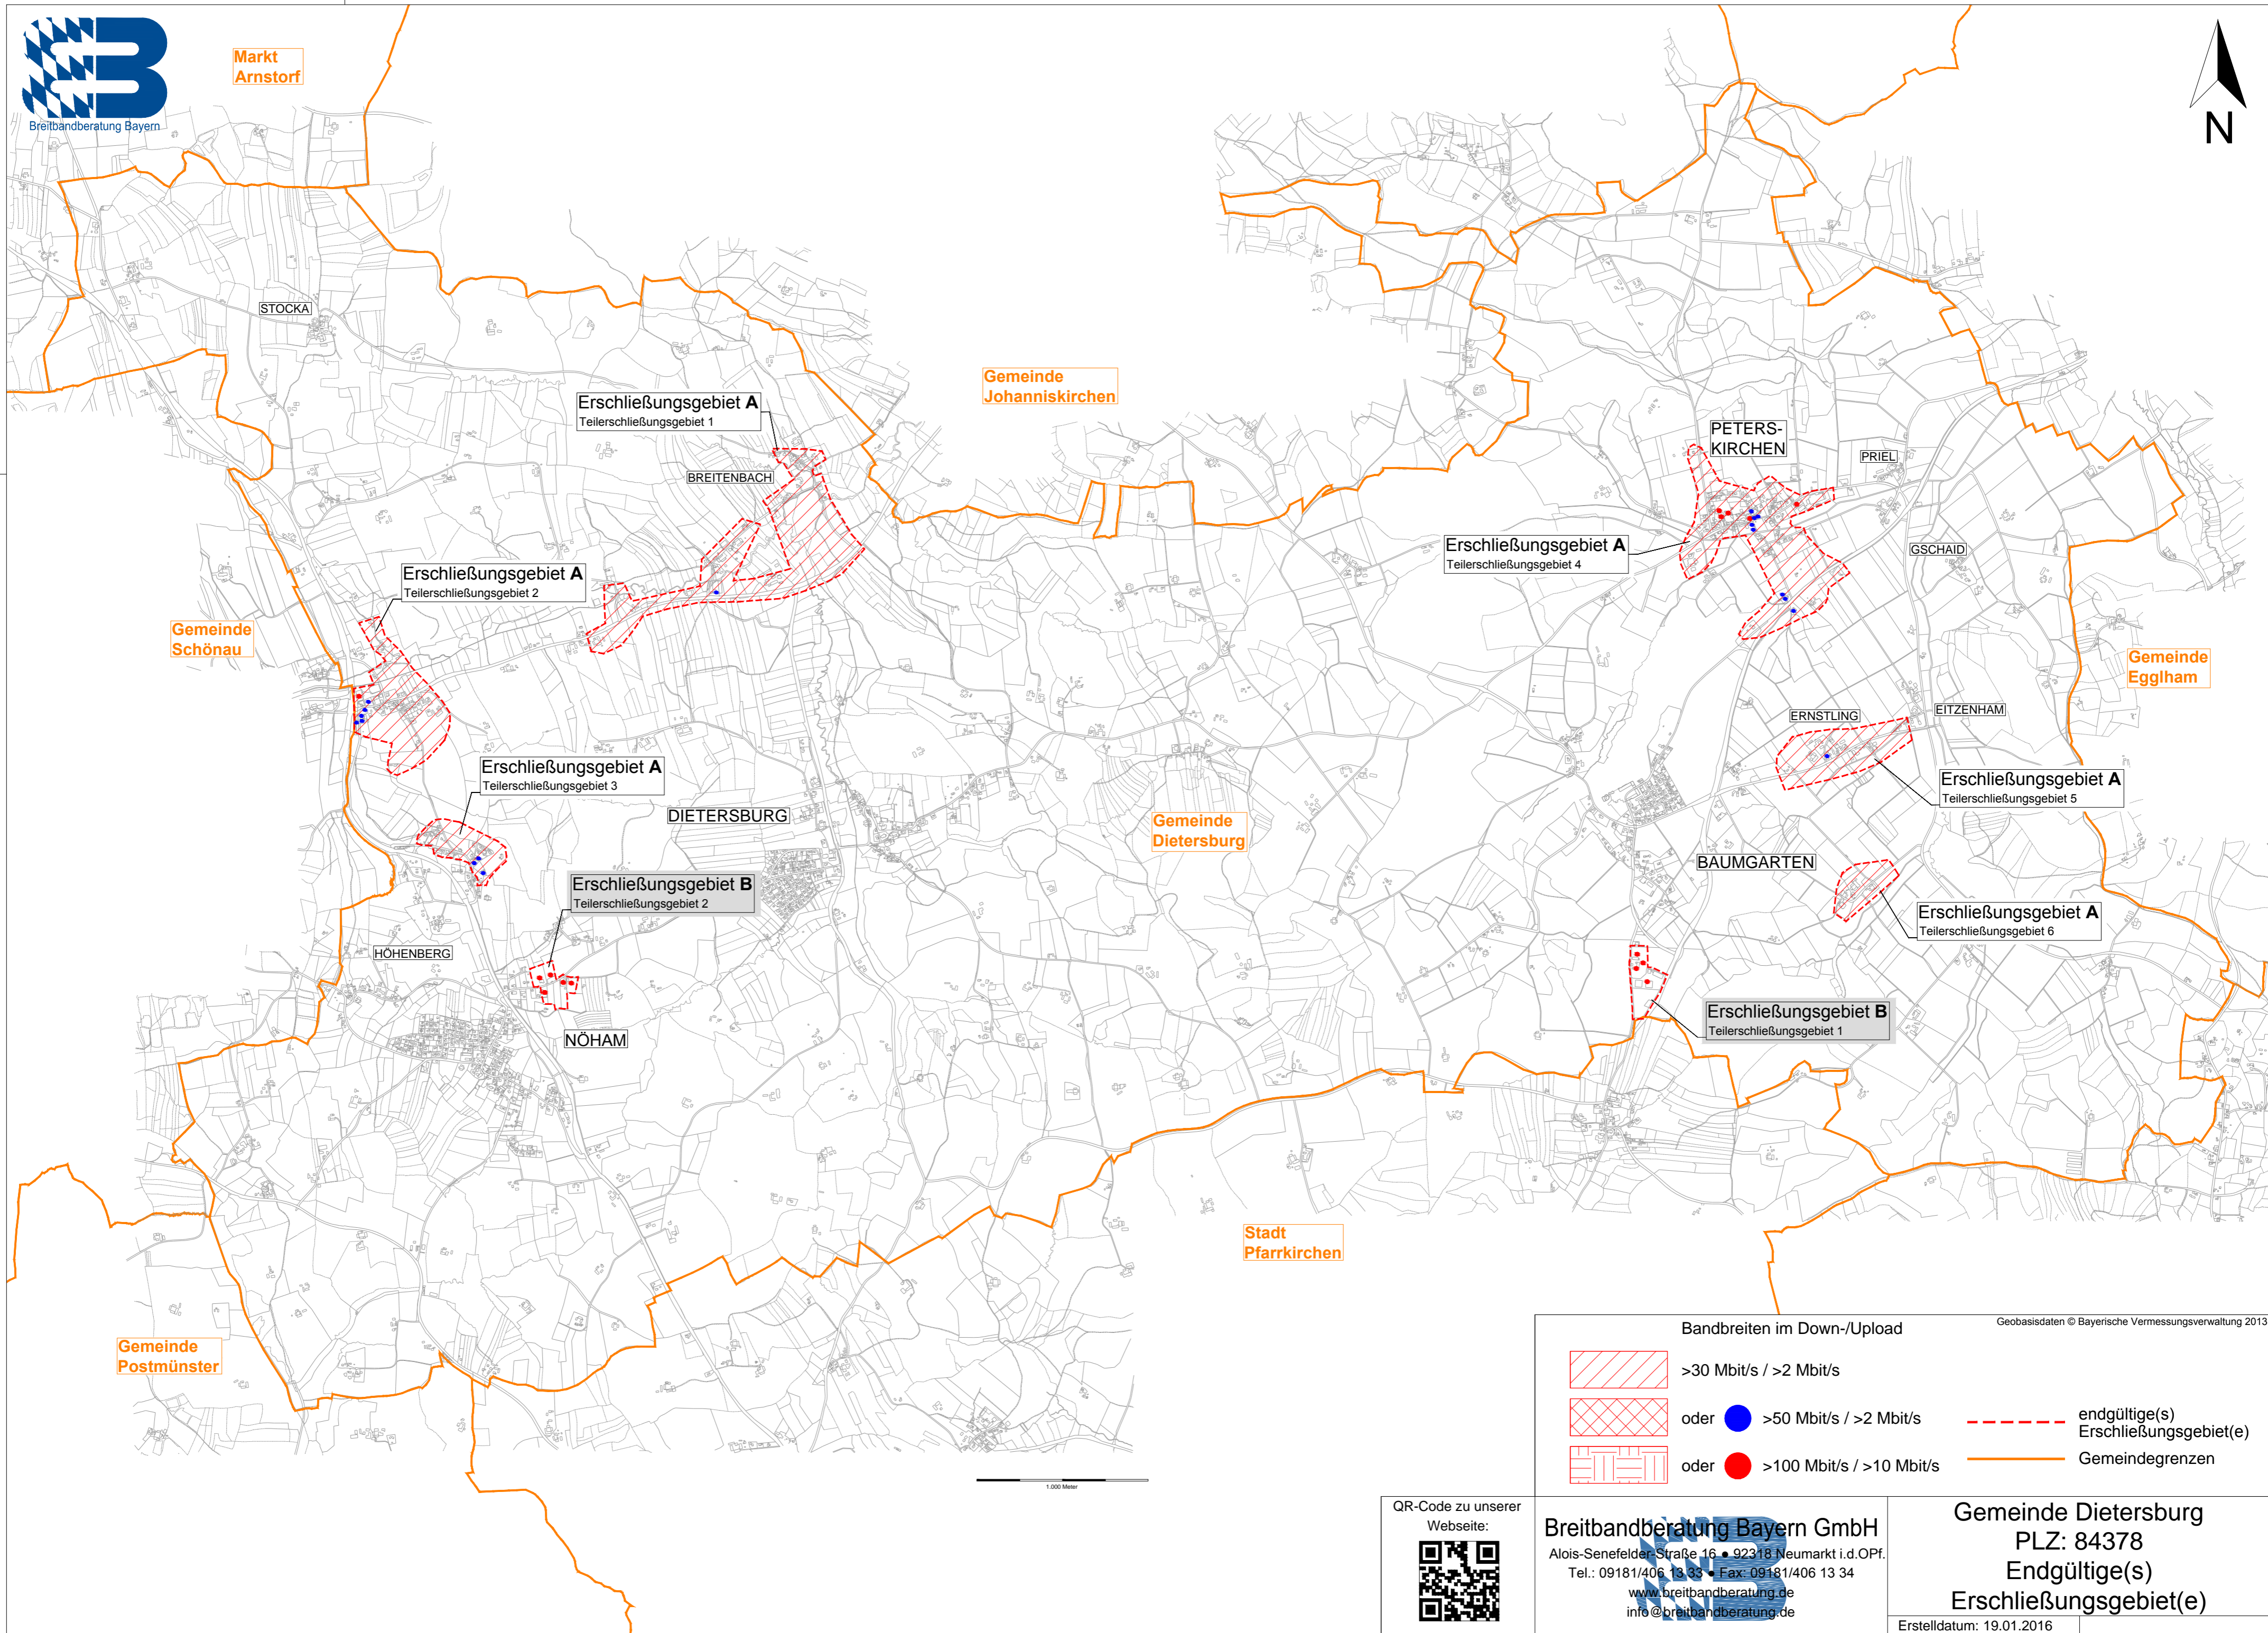 Breitbandberatung Bayern
Markt
Arnstorf
N
STOCKA
Erschließungsgebiet A
Teilerschließungsgebiet 1
Gemeinde
Johanniskirchen
BREITENBACH
PETERS-
KIRCHEN
PRIEL
Erschließungsgebiet A
Teilerschließungsgebiet 4
GSCHAID
Erschließungsgebiet A
Teilerschließungsgebiet 2
Gemeinde
Schönau
Gemeinde
Egglham
ERNSTLING
EITZENHAM
Erschließungsgebiet A
Teilerschließungsgebiet 3
Erschließungsgebiet A
Teilerschließungsgebiet 5
DIETERSBURG
Gemeinde
Dietersburg
BAUMGARTEN
Erschließungsgebiet B
Teilerschließungsgebiet 2
Erschließungsgebiet A
Teilerschließungsgebiet 6
HÖHENBERG
Erschließungsgebiet B
Teilerschließungsgebiet 1
NÖHAM
Stadt
Pfarrkirchen
Gemeinde
Postmünster
1.000 Meter
Geobasisdaten © Bayerische Vermessungsverwaltung 2013
Bandbreiten im Down-/Upload
>30 Mbit/s / >2 Mbit/s
oder >50 Mbit/s / >2 Mbit/s
oder >100 Mbit/s / >10 Mbit/s
endgültige(s)
Erschließungsgebiet(e)
Gemeindegrenzen
QR-Code zu unserer
Webseite:
Breitbandberatung Bayern GmbH
Alois-Senefelder-Straße 16 ● 92318 Neumarkt i.d.OPf.
Tel.: 09181/406 13 33 ● Fax: 09181/406 13 34
www.breitbandberatung.de
info@breitbandberatung.de
Gemeinde Dietersburg
PLZ: 84378
Endgültige(s)
Erschließungsgebiet(e)
Erstelldatum: 19.01.2016